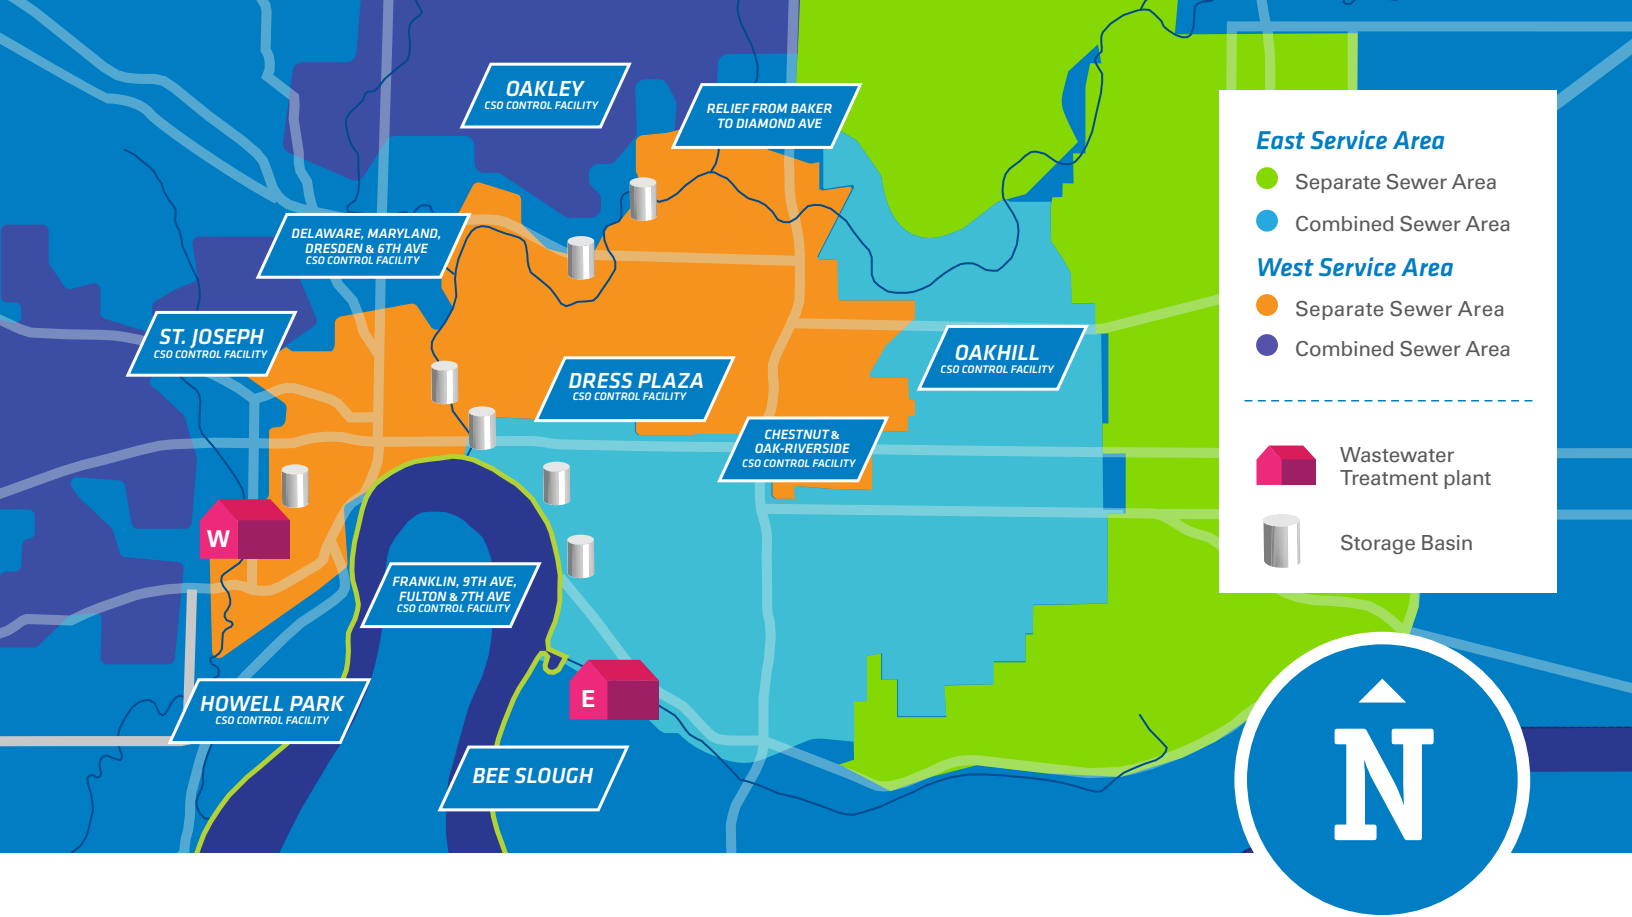 OAKLEY
CSO CONTROL FACILITY
RELIEF FROM BAKER
TO DIAMOND AVE
DELAWARE, MARYLAND,
DRESDEN & 6TH AVE
CSO CONTROL FACILITY
ST. JOSEPH
CSO CONTROL FACILITY
DRESS PLAZA
CSO CONTROL FACILITY
OAKHILL
CSO CONTROL FACILITY
CHESTNUT &
OAK-RIVERSIDE
CSO CONTROL FACILITY
W
FRANKLIN, 9TH AVE,
FULTON & 7TH AVE
CSO CONTROL FACILITY
E
HOWELL PARK
CSO CONTROL FACILITY
BEE SLOUGH
East Service Area
Separate Sewer Area
Combined Sewer Area
West Service Area
Separate Sewer Area
Combined Sewer Area
Wastewater
Treatment plant
Storage Basin
N